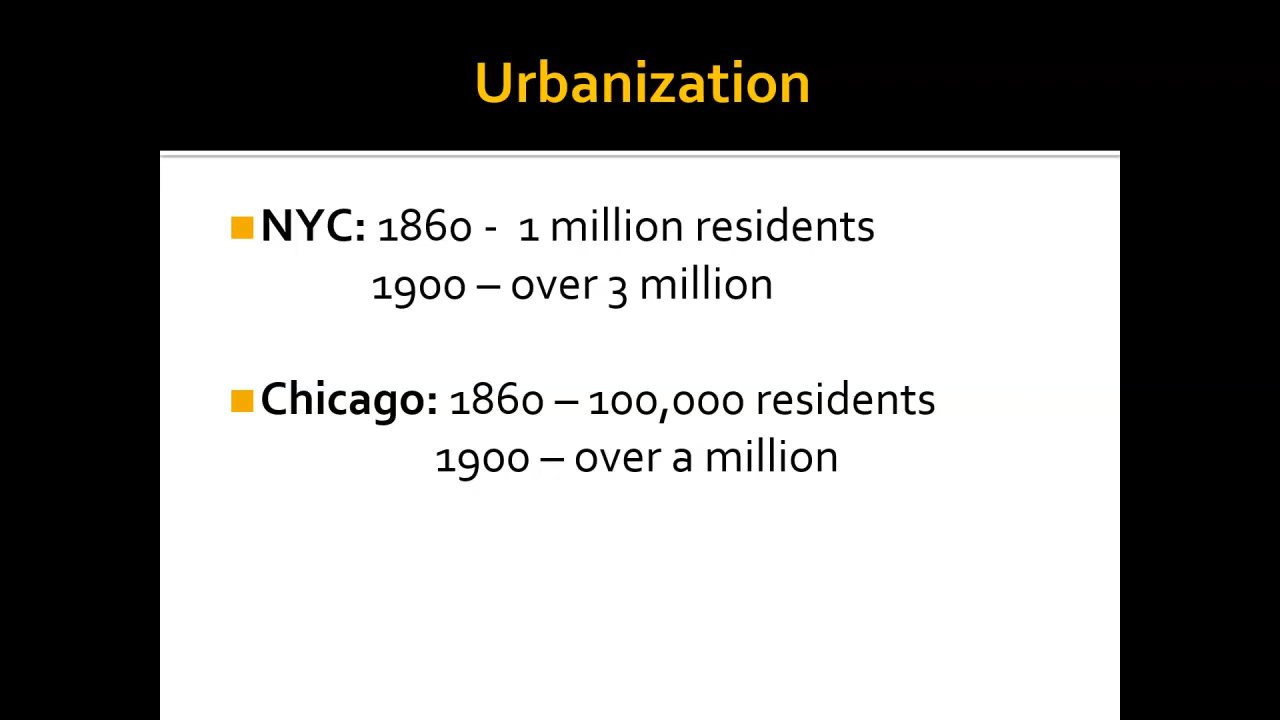 Urbanization
NYC: 1860 -  1 million residents
1900 – over 3 million
Chicago: 1860 – 100,000 residents
1900 – over a million